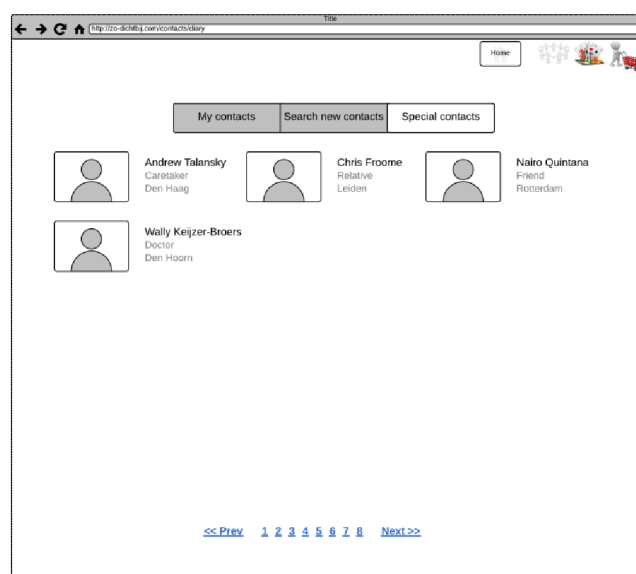 Title
http://zo-dichtbij.com/contacts/diary
Home
My contacts
Search new contacts
Special contacts
Andrew Talansky
Caretaker
Den Haag
Chris Froome
Relative
Leiden
Nairo Quintana
Friend
Rotterdam
Wally Keijzer-Broers
Doctor
Den Hoorn
<< Prev 1 2 3 4 5 6 7 8 Next >>